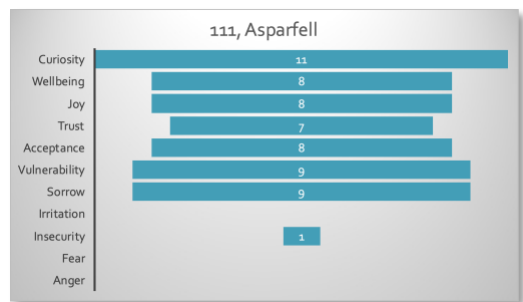 111, Asparfell
Curiosity 11
Wellbeing 8
Joy 8
Trust 7
Acceptance 8
Vulnerability 9
Sorrow 9
Irritation
Insecurity 1
Fear
Anger